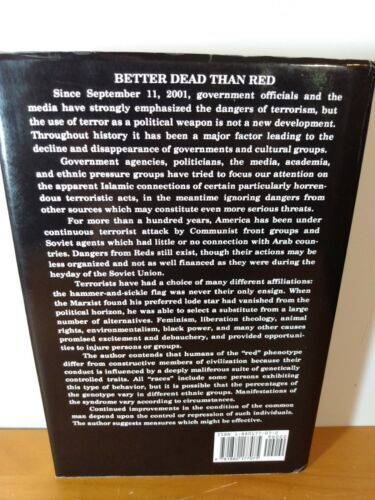 BETTER DEAD THAN RED
Since September 11, 2001, government officials and the
media have strongly emphasized the dangers of terrorism, but
the use of terror as a political weapon is not a new development.
Throughout history it has been a major factor leading to the
decline and disappearance of governments and cultural groups.
Government agencies, politicians, the media, academia,
and ethnic pressure groups have tried to focus our attention on
the apparent Islamic connections of certain particularly horren-
dous terroristic acts, in the meantime ignoring dangers from
other sources which may constitute even more serious threats.
For more than a hundred years, America has been under
continuous terrorist attack by Communist front groups and
Soviet agents which had little or no connection with Arab coun-
tries. Dangers from Reds still exist, though their actions may be
less organized and not as well financed as they were during the
heyday of the Soviet Union.
Terrorists have had a choice of many different affiliations:
the hammer-and-sickle flag was never their only ensign. When
the Marxist found his preferred lode star had vanished from the
political horizon, he was able to select a substitute from a large
number of alternatives. Feminism, liberation theology, animal
rights, environmentalism, black power, and many other causes
promised excitement and debauchery, and provided opportuni-
ties to injure persons or groups.
The author contends that humans of the "red" phenotype
differ from constructive members of civilization because their
conduct is influenced by a deeply maliferous suite of genetically
controlled traits. All "races" include some persons exhibiting
this type of behavior, but it is possible that the percentages of
the genotype vary in different ethnic groups. Manifestations of
the syndrome vary according to circumstances.
Continued improvements in the condition of the common
man depend upon the control or repression of such individuals.
The author suggests measures which might be effective.